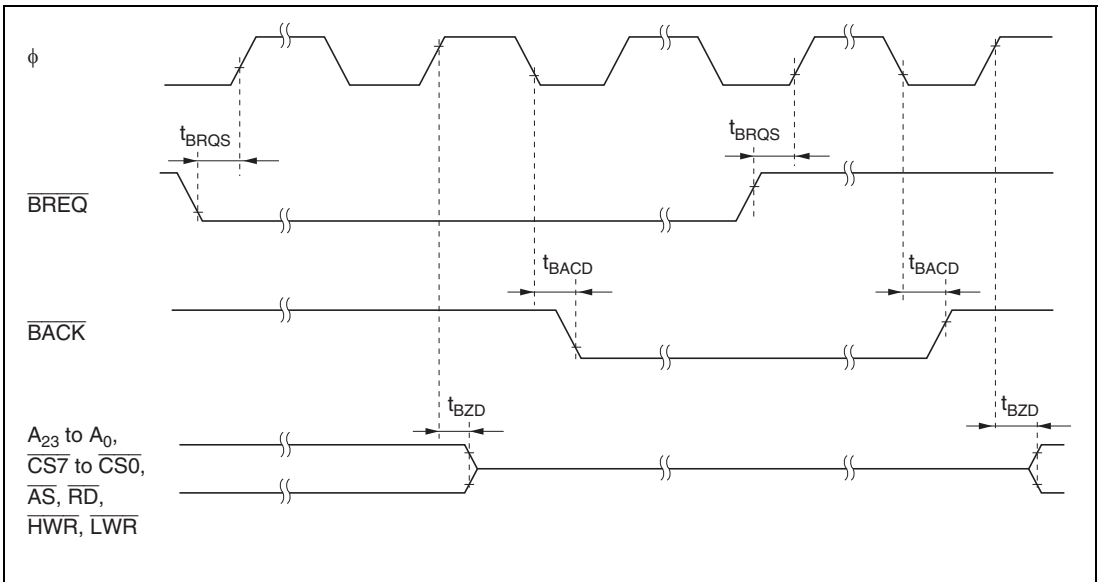 ϕ
tBRQS
tBRQS
BREQ
tBACD
tBACD
BACK
tBZD
tBZD
A23 to A0,
CS7 to CS0,
AS, RD,
HWR, LWR